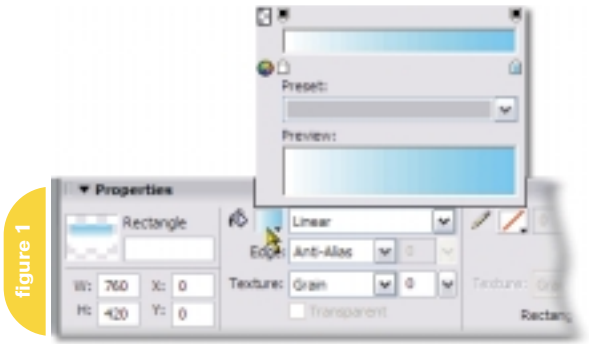 figure 1
Preset:
Preview:
Properties
Rectangle
Linear
Edge: Anti-Alias 0
W: 760 X: 0
Texture: Grain 0
Texture: Gra
H: 420 Y: 0
Transparent
Rectang